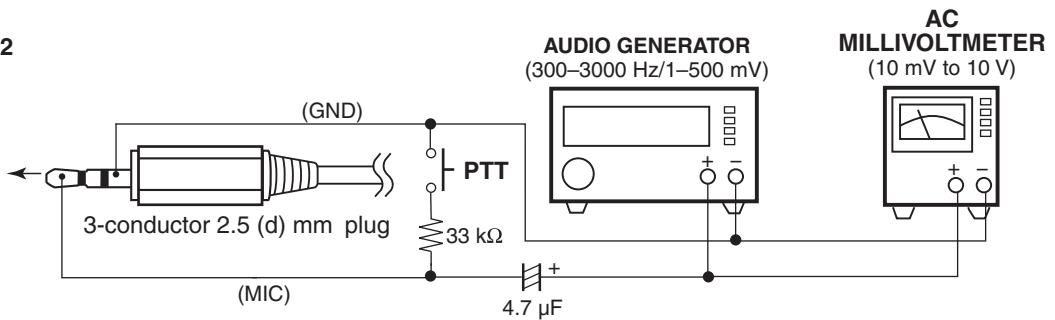 2
AUDIO GENERATOR
(300–3000 Hz/1–500 mV)
AC
MILLIVOLTMETER
(10 mV to 10 V)
(GND)
PTT
+ −
+ −
3-conductor 2.5 (d) mm plug
33 kΩ
(MIC)
+
4.7 µF